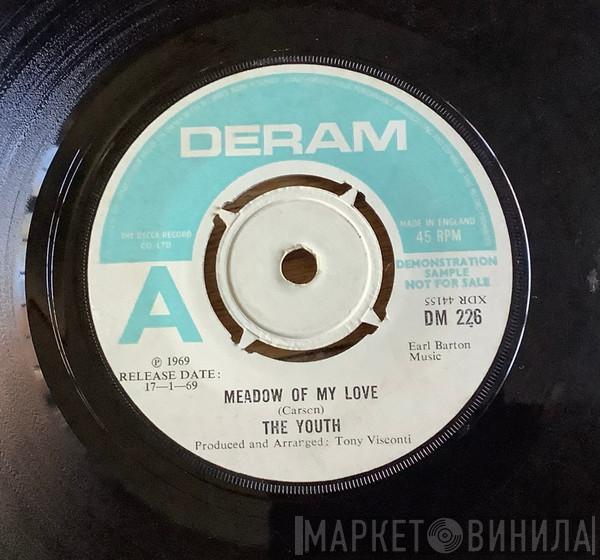 DERAM
THE DECCA RECORD
CO. LTD
MADE IN ENGLAND
45 RPM
DEMONSTRATION
SAMPLE
NOT FOR SALE
A
XDR 44155
DM 226
Earl Barton
Music
℗ 1969
RELEASE DATE:
17—1—69
MEADOW OF MY LOVE
(Carson)
THE YOUTH
Produced and Arranged: Tony Visconti
МАРКЕТ ВИНИЛА